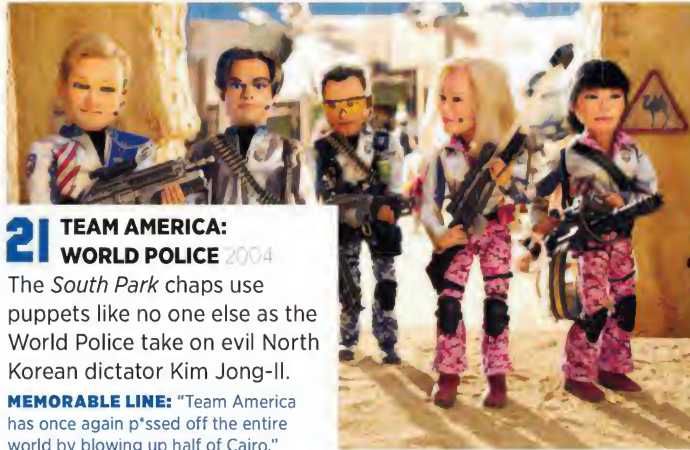 21 TEAM AMERICA:
WORLD POLICE 2004
The South Park chaps use
puppets like no one else as the
World Police take on evil North
Korean dictator Kim Jong-Il.
MEMORABLE LINE: “Team America
has once again p*ssed off the entire
world by blowing up half of Cairo.”